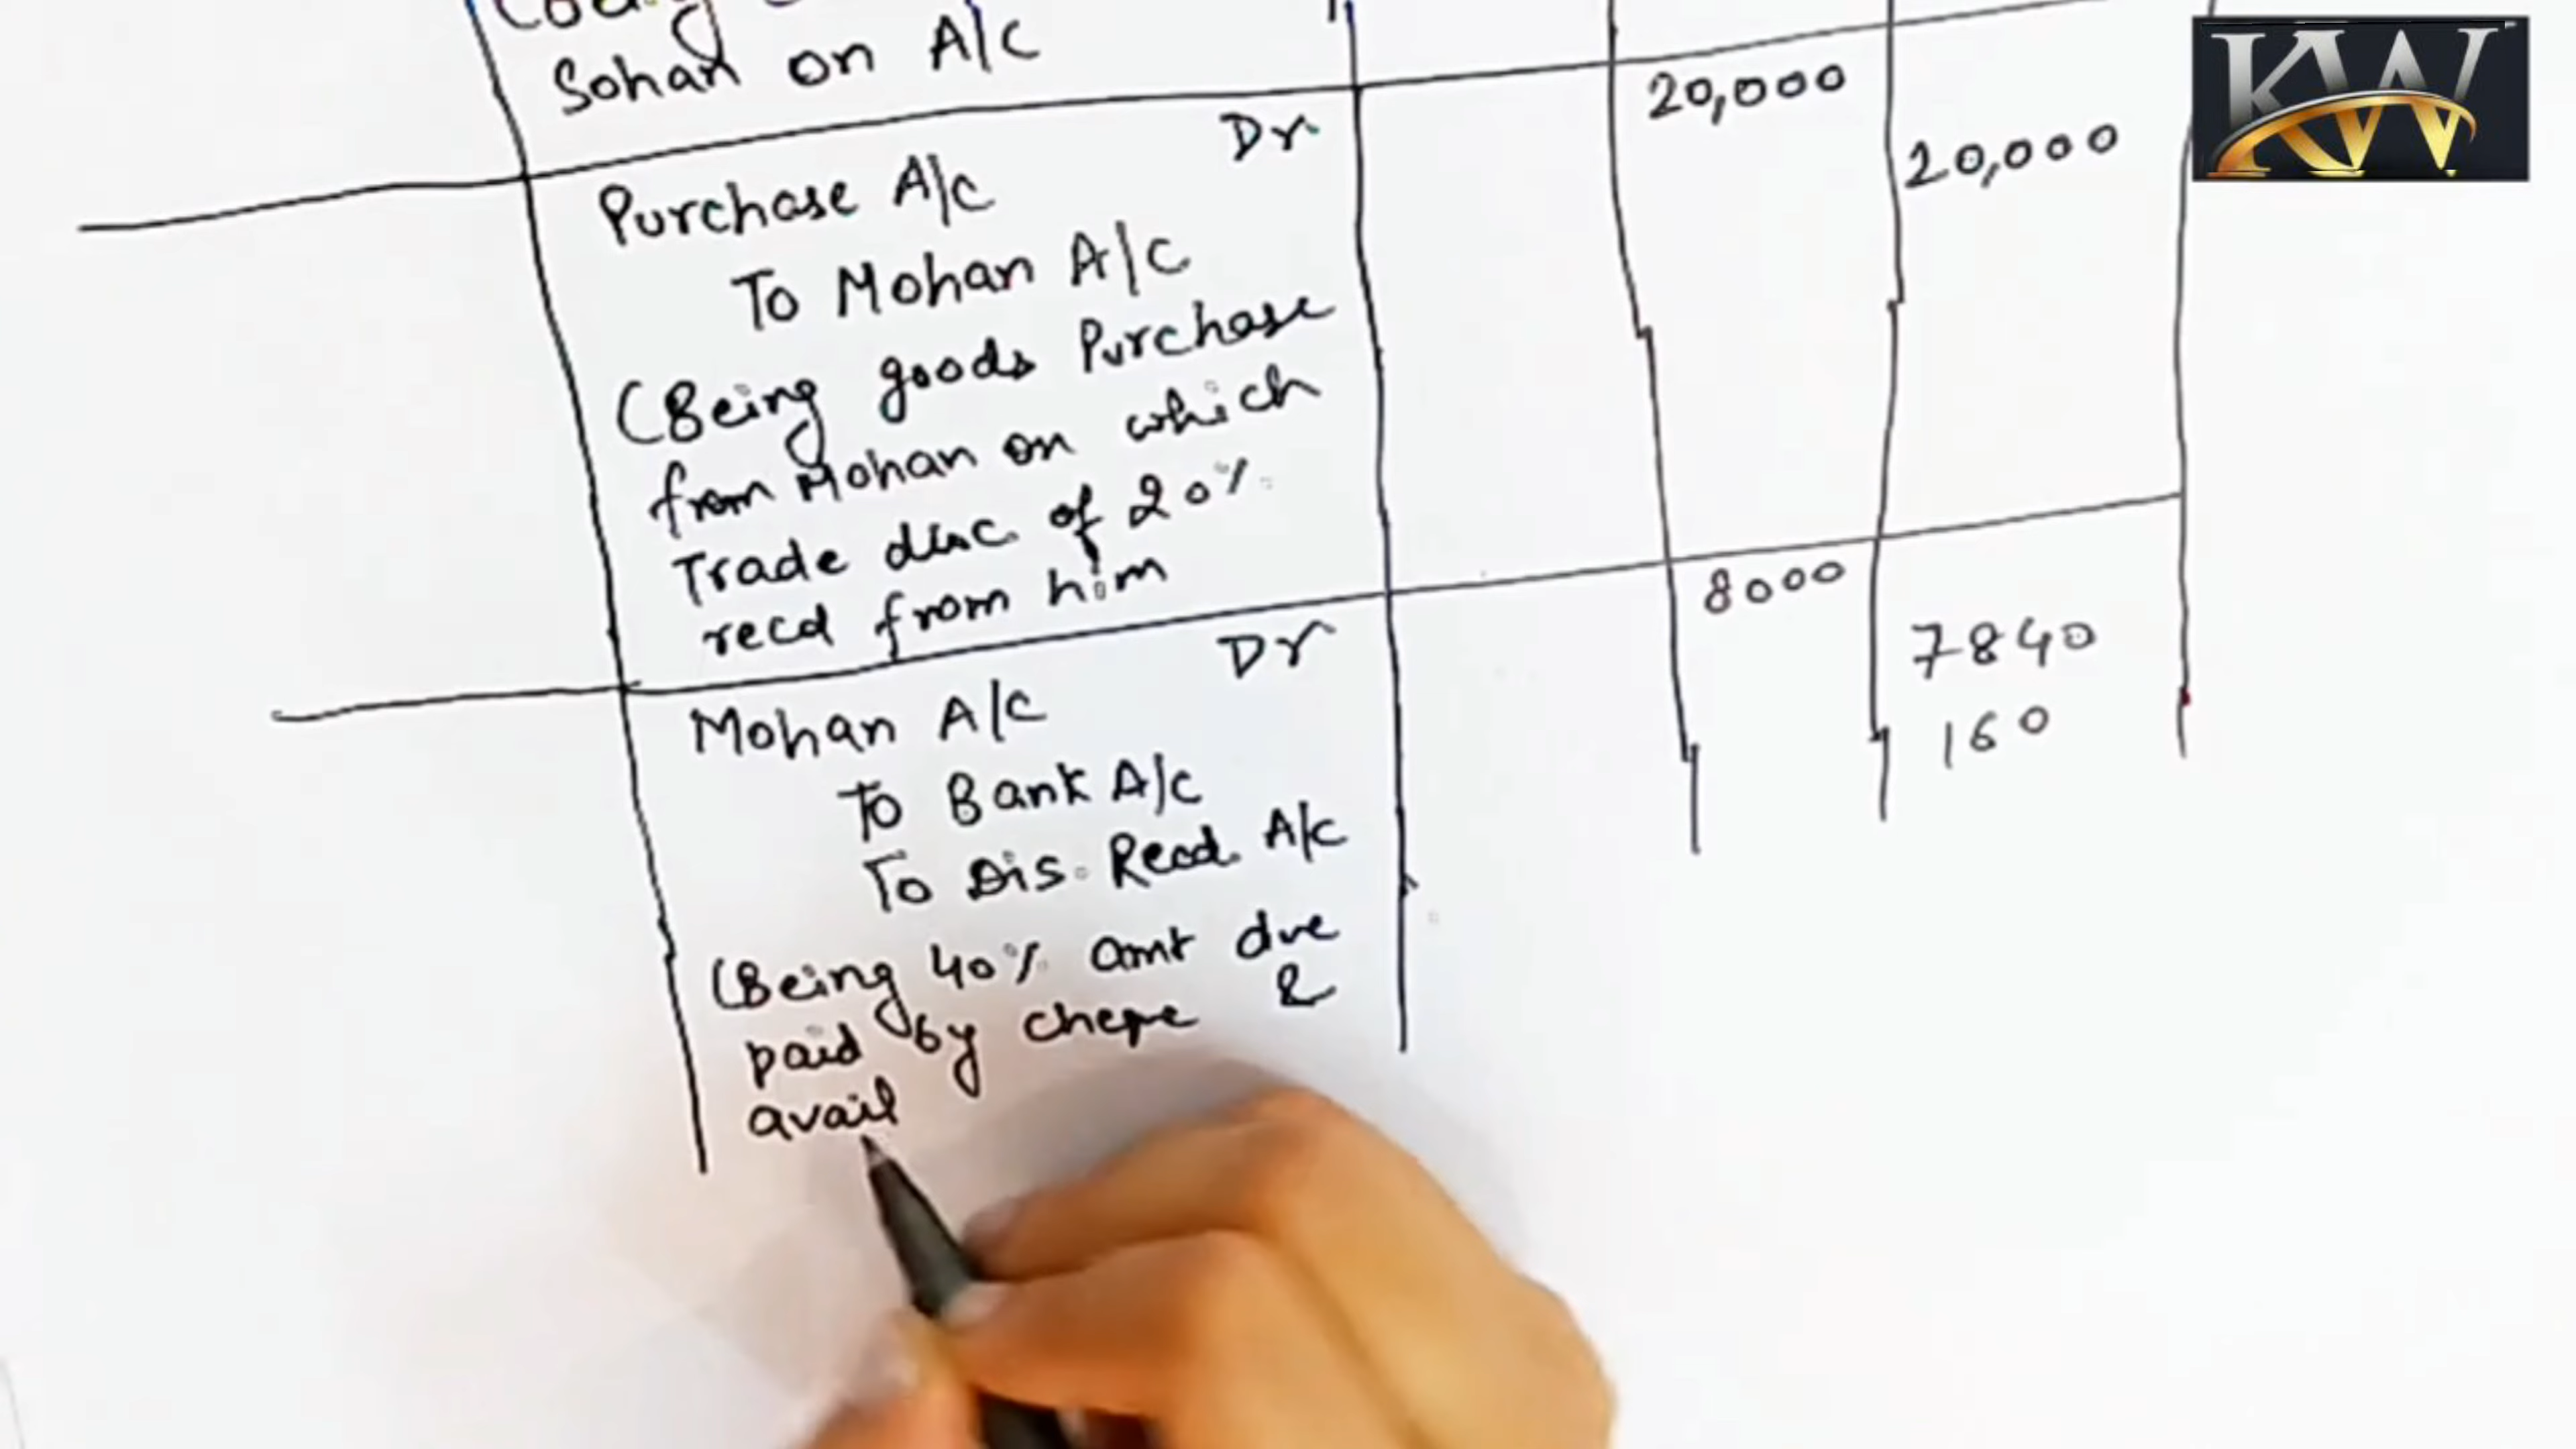 Sohan on A/c
Purchase A/c Dr 20,000
To Mohan A/c 20,000
(Being goods Purchase
from Mohan on which
Trade disc of 20%
recd from him
Mohan A/c Dr 8000
To Bank A/c 7840
To Dis. Recd. A/c 160
(Being 40% amt due
paid by cheque &
avail
KW